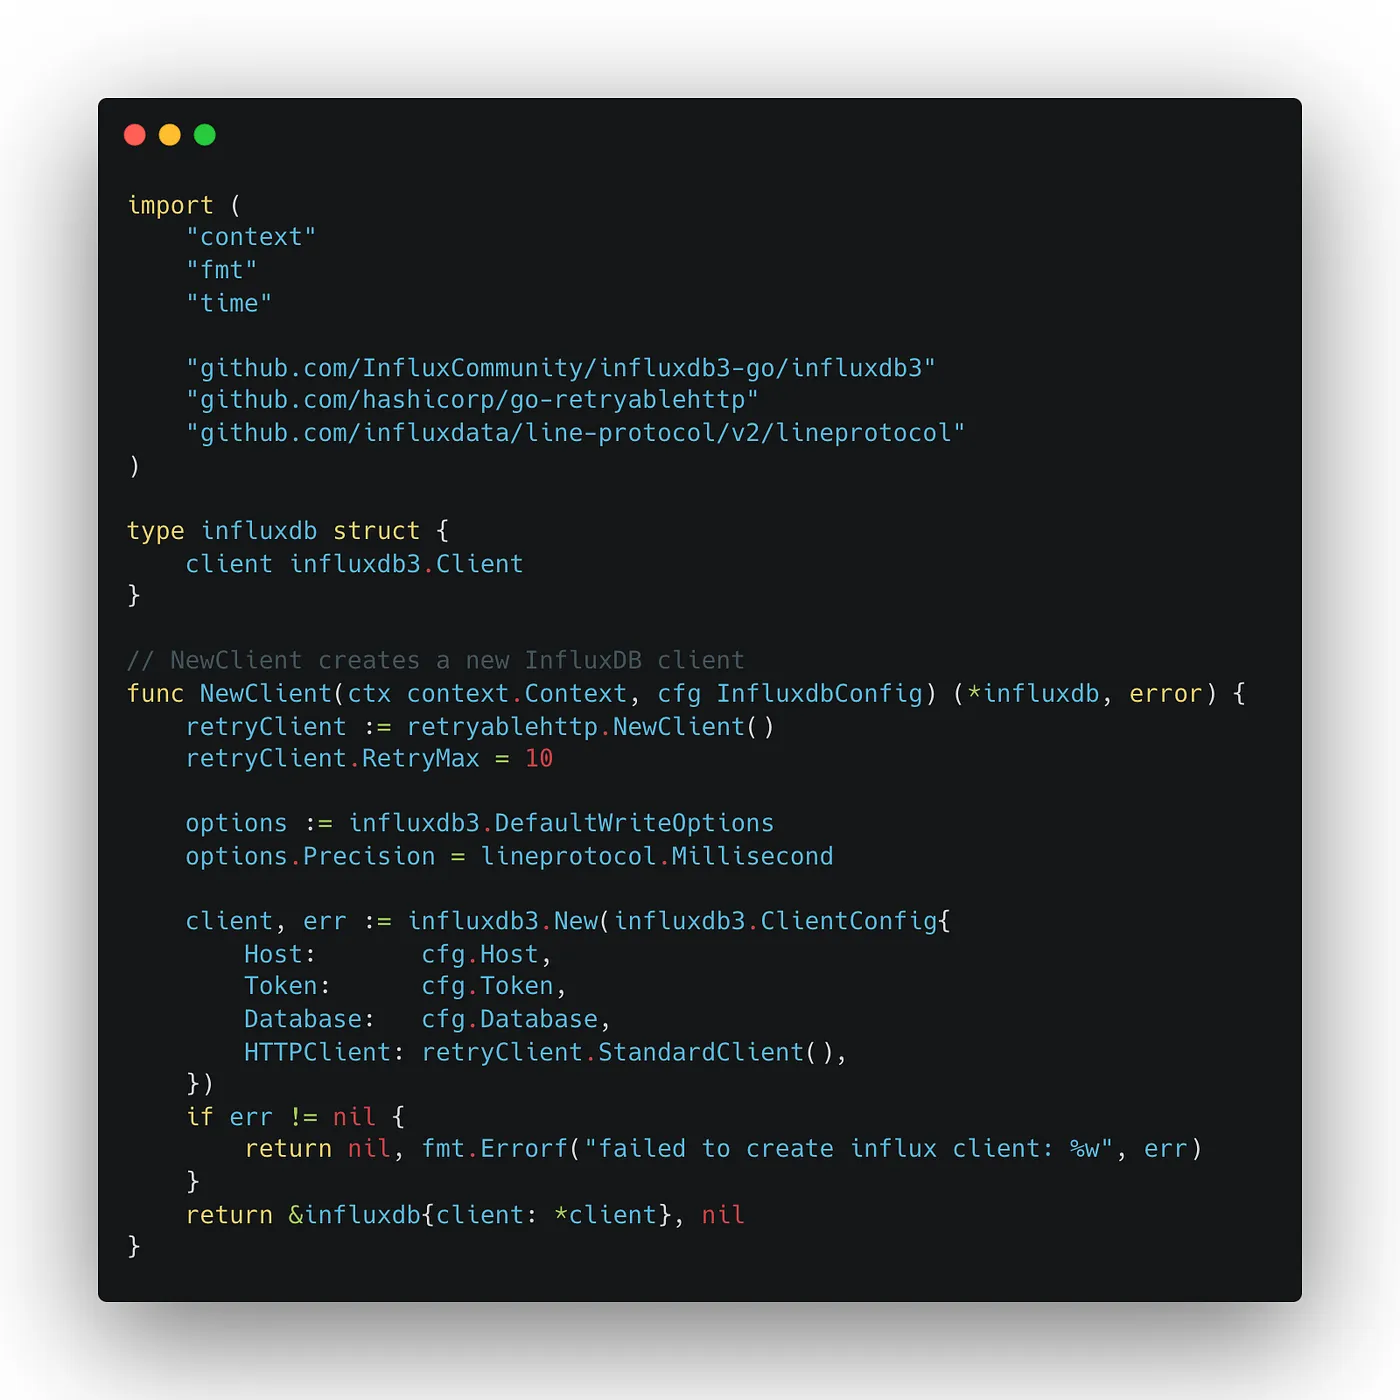 import (
    "context"
    "fmt"
    "time"

    "github.com/InfluxCommunity/influxdb3-go/influxdb3"
    "github.com/hashicorp/go-retryablehttp"
    "github.com/influxdata/line-protocol/v2/lineprotocol"
)

type influxdb struct {
    client influxdb3.Client
}

// NewClient creates a new InfluxDB client
func NewClient(ctx context.Context, cfg InfluxdbConfig) (*influxdb, error) {
    retryClient := retryablehttp.NewClient()
    retryClient.RetryMax = 10

    options := influxdb3.DefaultWriteOptions
    options.Precision = lineprotocol.Millisecond

    client, err := influxdb3.New(influxdb3.ClientConfig{
        Host:       cfg.Host,
        Token:      cfg.Token,
        Database:   cfg.Database,
        HTTPClient: retryClient.StandardClient(),
    })
    if err != nil {
        return nil, fmt.Errorf("failed to create influx client: %w", err)
    }
    return &influxdb{client: *client}, nil
}